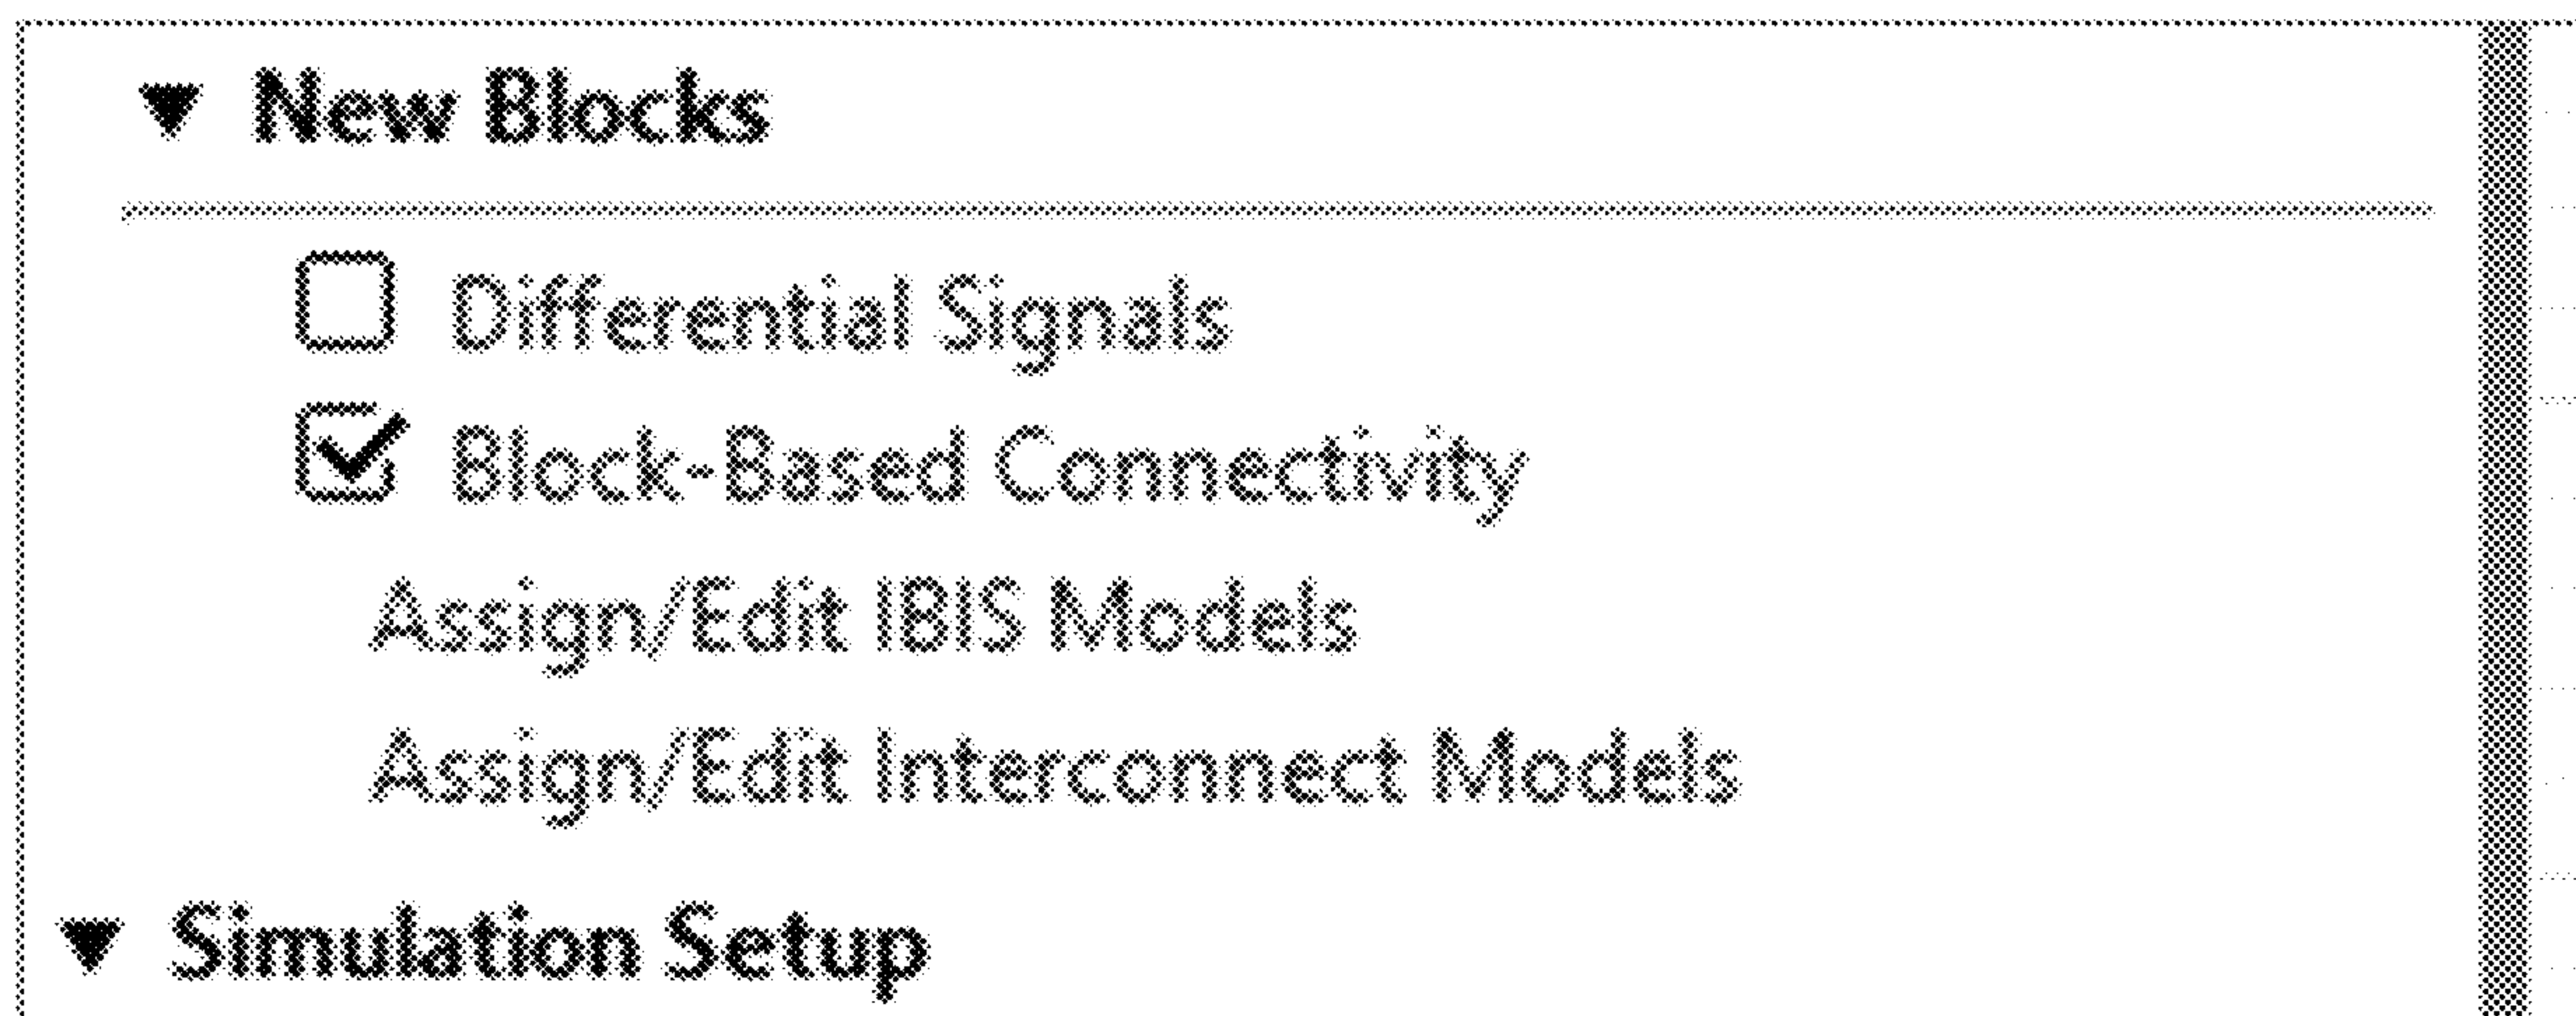 New Blocks
Differential Signals
Block-Based Connectivity
Assign/Edit IBIS Models
Assign/Edit Interconnect Models
Simulation Setup